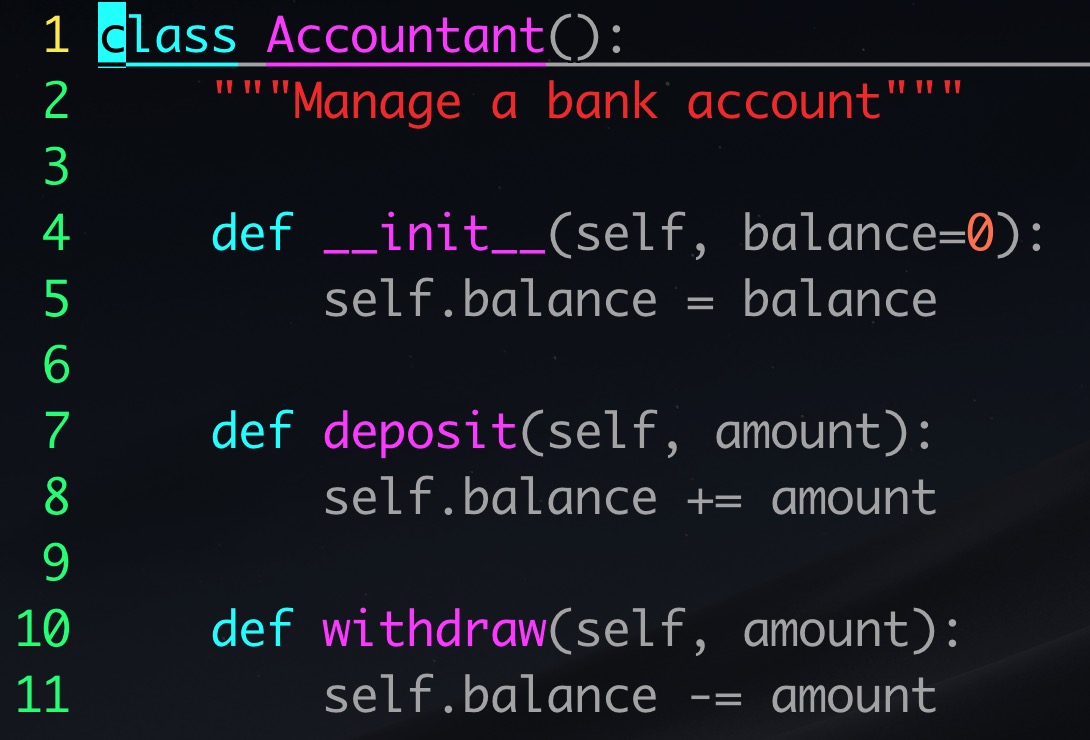 1 class Accountant():
2     """Manage a bank account"""
3
4     def __init__(self, balance=0):
5         self.balance = balance
6
7     def deposit(self, amount):
8         self.balance += amount
9
10     def withdraw(self, amount):
11         self.balance -= amount